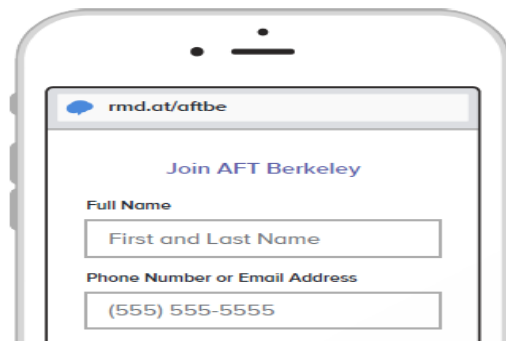 rmd.at/aftbe
Join AFT Berkeley
Full Name
First and Last Name
Phone Number or Email Address
(555) 555-5555